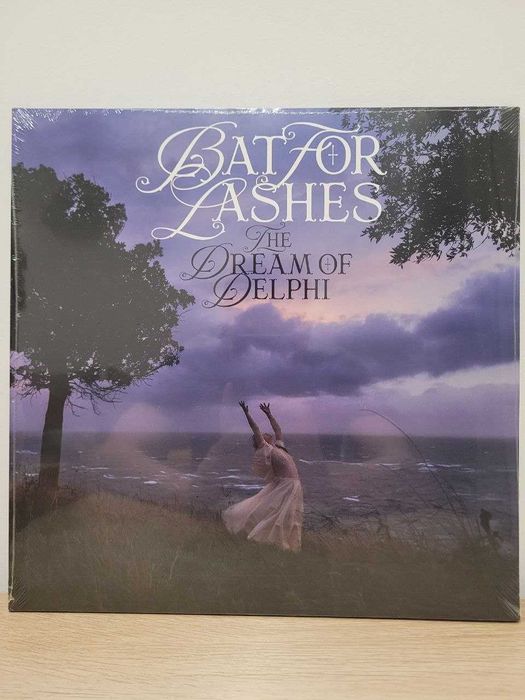 BAT FOR
LASHES
THE
DREAM OF
DELPHI